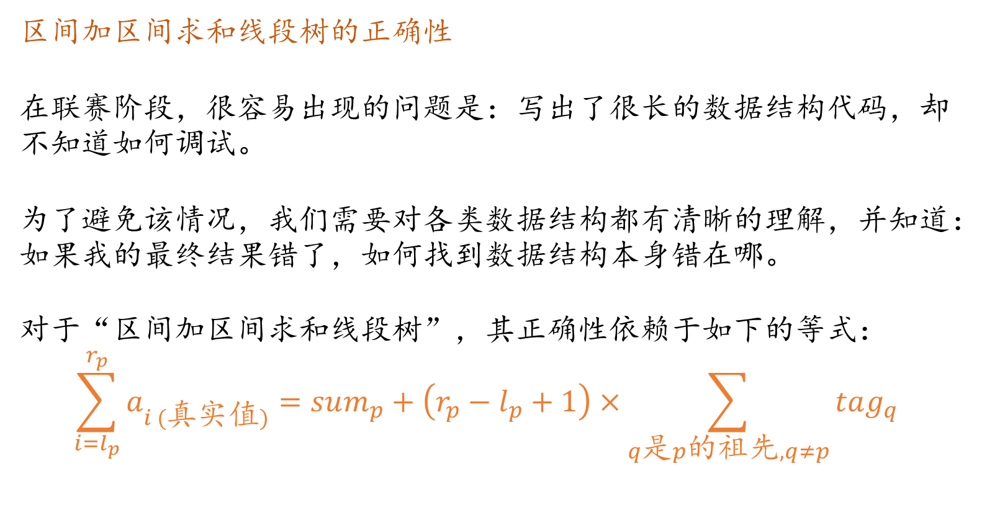 区间加区间求和线段树的正确性
在联赛阶段，很容易出现的问题是：写出了很长的数据结构代码，却
不知道如何调试。
为了避免该情况，我们需要对各类数据结构都有清晰的理解，并知道：
如果我的最终结果错了，如何找到数据结构本身错在哪。
对于“区间加区间求和线段树”，其正确性依赖于如下的等式：
$\sum_{i=l_p}^{r_p} a_{i(真实值)} = sum_p + (r_p - l_p + 1) \times \sum_{q是p的祖先,q≠p} tag_q$